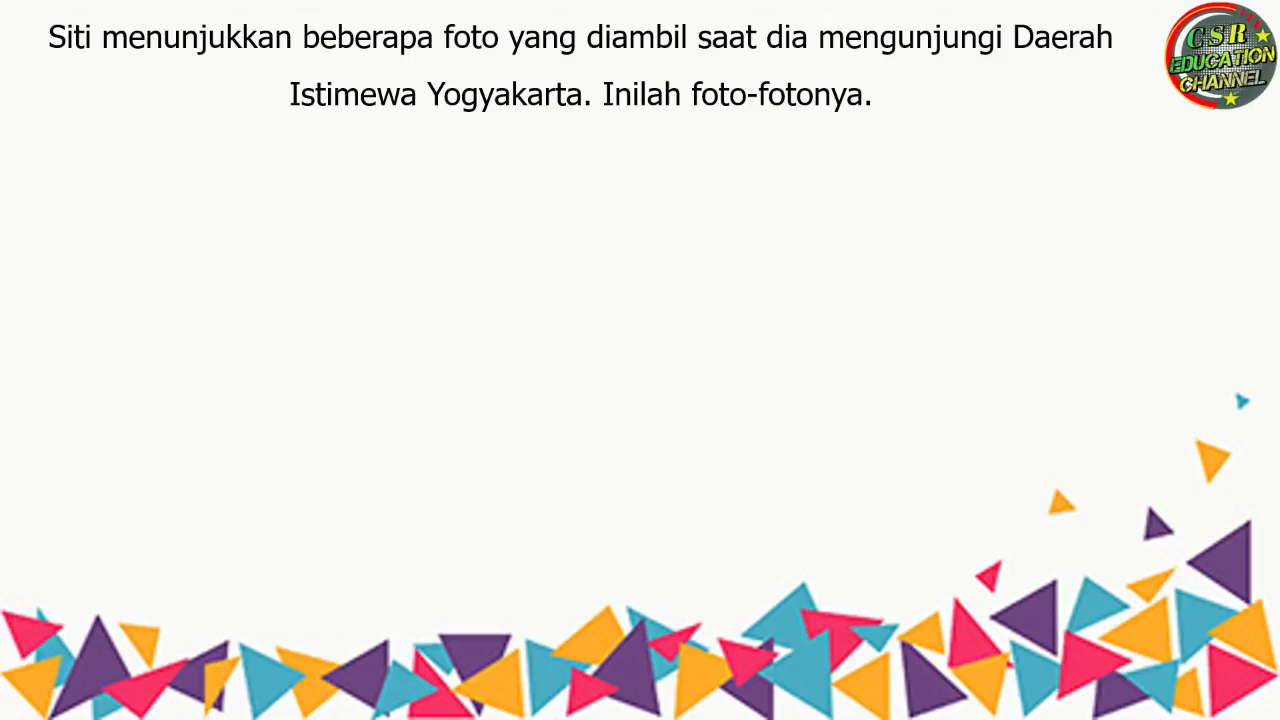 Siti menunjukkan beberapa foto yang diambil saat dia mengunjungi Daerah
Istimewa Yogyakarta. Inilah foto-fotonya.
CSR
EDUCATION
CHANNEL